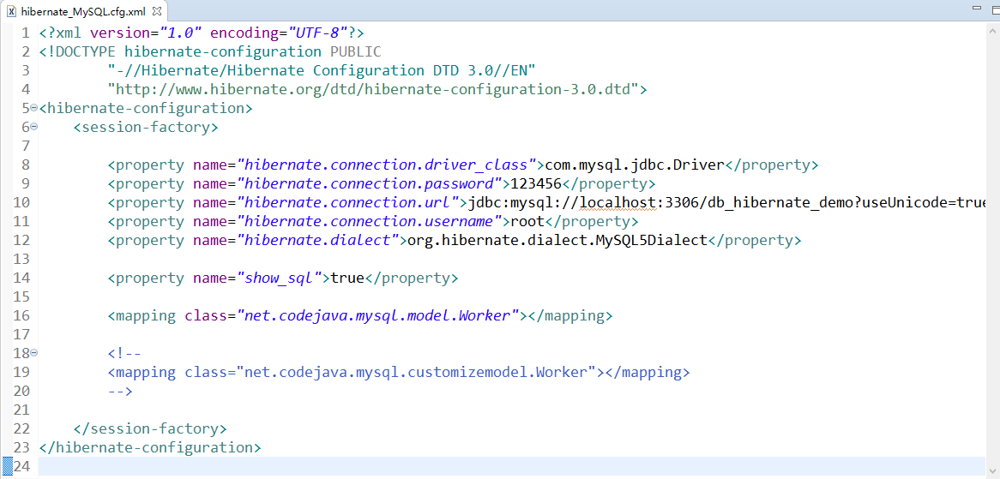 hibernate_MySQL.cfg.xml
1 <?xml version="1.0" encoding="UTF-8"?>
2 <!DOCTYPE hibernate-configuration PUBLIC
3 "-//Hibernate/Hibernate Configuration DTD 3.0//EN"
4 "http://www.hibernate.org/dtd/hibernate-configuration-3.0.dtd">
5 <hibernate-configuration>
6 <session-factory>
7
8 <property name="hibernate.connection.driver_class">com.mysql.jdbc.Driver</property>
9 <property name="hibernate.connection.password">123456</property>
10 <property name="hibernate.connection.url">jdbc:mysql://localhost:3306/db_hibernate_demo?useUnicode=true
11 <property name="hibernate.connection.username">root</property>
12 <property name="hibernate.dialect">org.hibernate.dialect.MySQL5Dialect</property>
13
14 <property name="show_sql">true</property>
15
16 <mapping class="net.codejava.mysql.model.Worker"></mapping>
17
18 <!--
19 <mapping class="net.codejava.mysql.customizemodel.Worker"></mapping>
20 -->
21
22 </session-factory>
23 </hibernate-configuration>
24